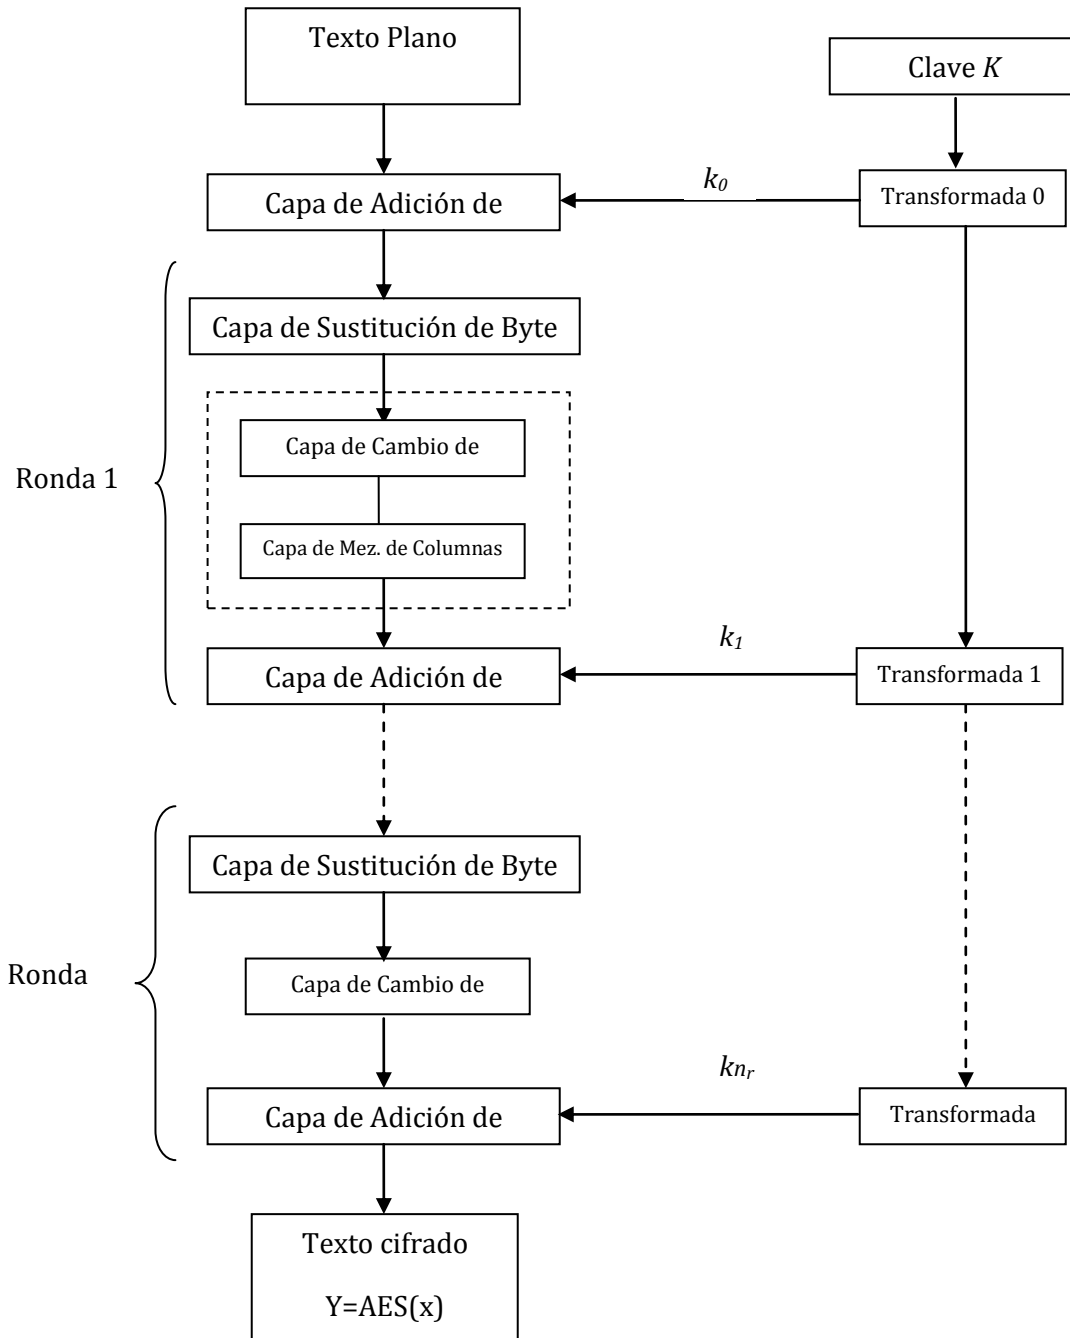 Texto Plano
Clave K
Capa de Adición de
k0
Transformada 0
Ronda 1
Capa de Sustitución de Byte
Capa de Cambio de
Capa de Mez. de Columnas
Capa de Adición de
k1
Transformada 1
Ronda
Capa de Sustitución de Byte
Capa de Cambio de
Capa de Adición de
knr
Transformada
Texto cifrado
Y=AES(x)